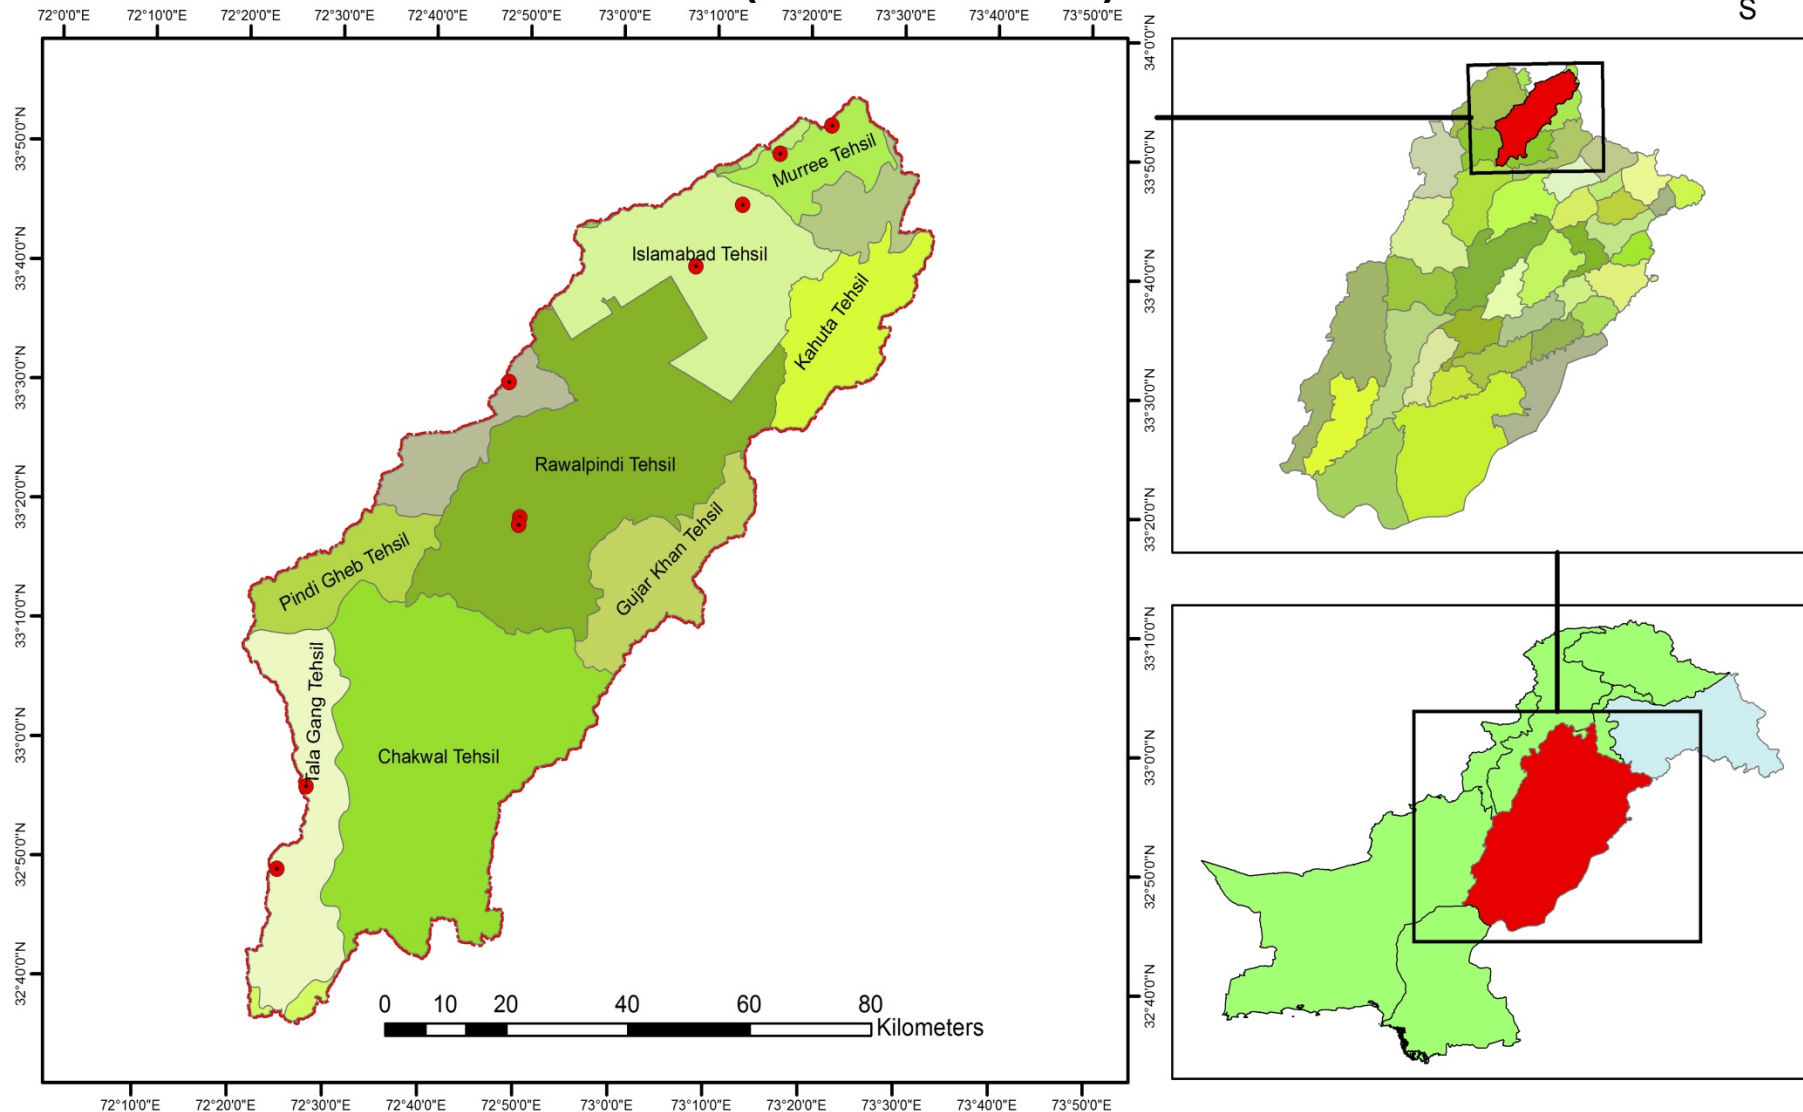 S
72°0'0"E 72°10'0"E 72°20'0"E 72°30'0"E 72°40'0"E 72°50'0"E 73°0'0"E 73°10'0"E 73°20'0"E 73°30'0"E 73°40'0"E 73°50'0"E
33°50'0"N
33°40'0"N
33°30'0"N
33°20'0"N
33°10'0"N
33°0'0"N
32°50'0"N
32°40'0"N
Murree Tehsil
Islamabad Tehsil
Kahuta Tehsil
Rawalpindi Tehsil
Gujar Khan Tehsil
Pindi Gheb Tehsil
Tala Gang Tehsil
Chakwal Tehsil
0 10 20 40 60 80
Kilometers
72°10'0"E 72°20'0"E 72°30'0"E 72°40'0"E 72°50'0"E 73°0'0"E 73°10'0"E 73°20'0"E 73°30'0"E 73°40'0"E 73°50'0"E
34°0'0"N
33°50'0"N
33°40'0"N
33°30'0"N
33°20'0"N
33°10'0"N
33°0'0"N
32°50'0"N
32°40'0"N